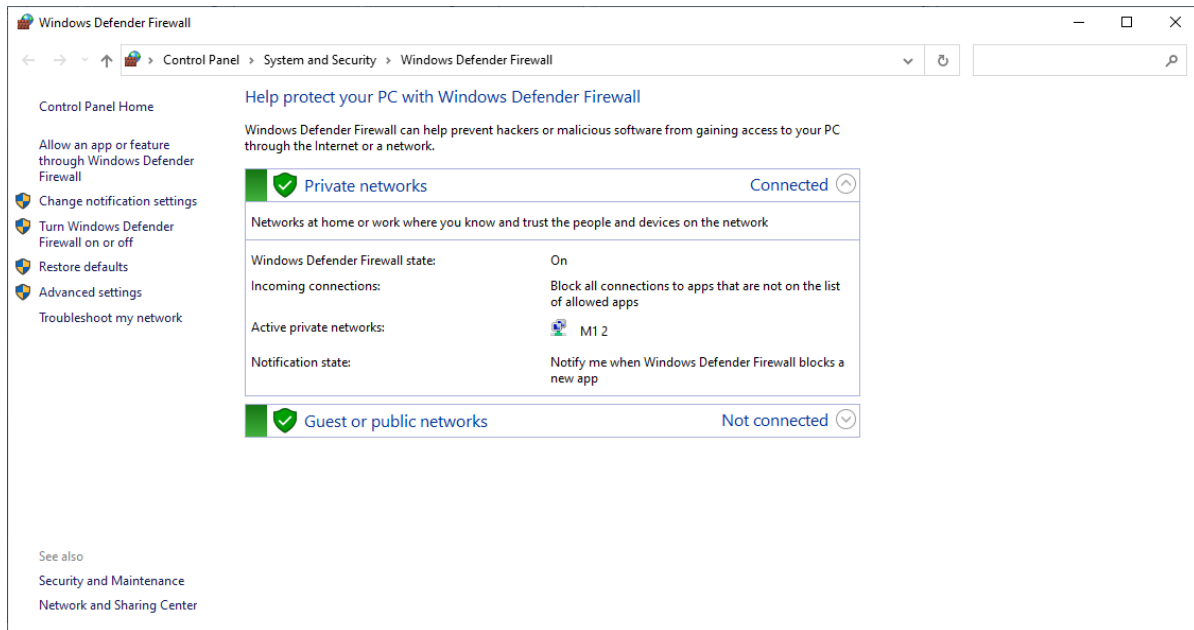 Windows Defender Firewall
Control Panel > System and Security > Windows Defender Firewall
Control Panel Home
Allow an app or feature
through Windows Defender
Firewall
Change notification settings
Turn Windows Defender
Firewall on or off
Restore defaults
Advanced settings
Troubleshoot my network
Help protect your PC with Windows Defender Firewall
Windows Defender Firewall can help prevent hackers or malicious software from gaining access to your PC
through the Internet or a network.
Private networks Connected
Networks at home or work where you know and trust the people and devices on the network
Windows Defender Firewall state: On
Incoming connections: Block all connections to apps that are not on the list
of allowed apps
Active private networks: M1 2
Notification state: Notify me when Windows Defender Firewall blocks a
new app
Guest or public networks Not connected
See also
Security and Maintenance
Network and Sharing Center